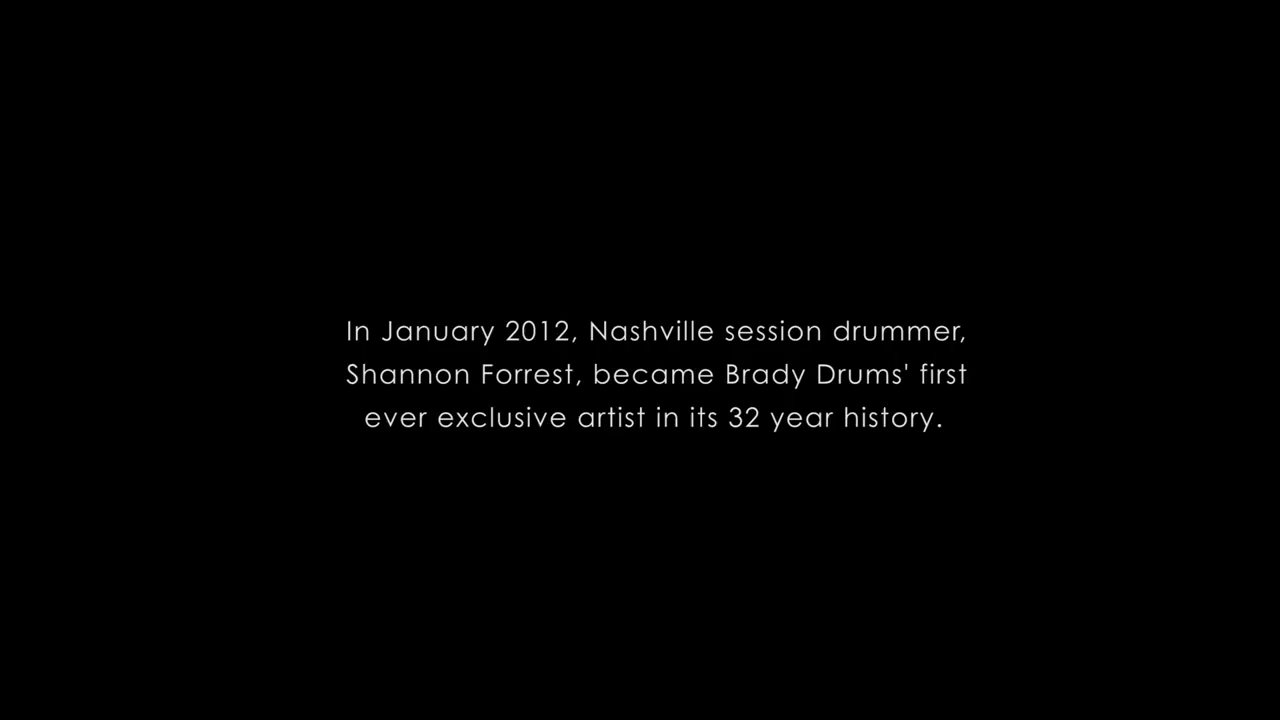 In January 2012, Nashville session drummer,
Shannon Forrest, became Brady Drums' first
ever exclusive artist in its 32 year history.